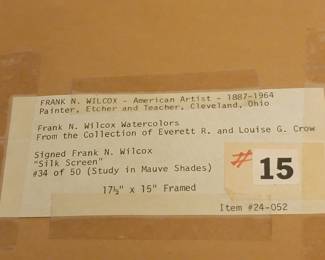 FRANK N. WILCOX - American Artist - 1887-1964
Painter, Etcher and Teacher, Cleveland, Ohio
Frank N. Wilcox Watercolors
From the Collection of Everett R. and Louise G. Crow
Signed Frank N. Wilcox
"Silk Screen"
#34 of 50 (Study in Mauve Shades)
# 15
17½" x 15" Framed
Item #24-052